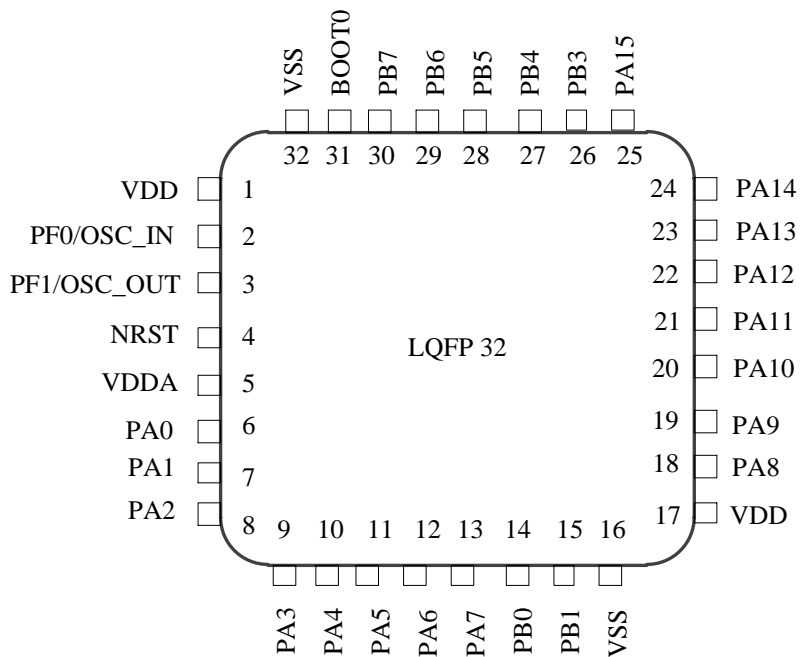 VSS
BOOT0
PB7
PB6
PB5
PB4
PB3
PA15
32 31 30 29 28 27 26 25
VDD 1
PF0/OSC_IN 2
PF1/OSC_OUT 3
NRST 4
VDDA 5
PA0 6
PA1 7
PA2 8
LQFP 32
24 PA14
23 PA13
22 PA12
21 PA11
20 PA10
19 PA9
18 PA8
17 VDD
9 10 11 12 13 14 15 16
PA3
PA4
PA5
PA6
PA7
PB0
PB1
VSS